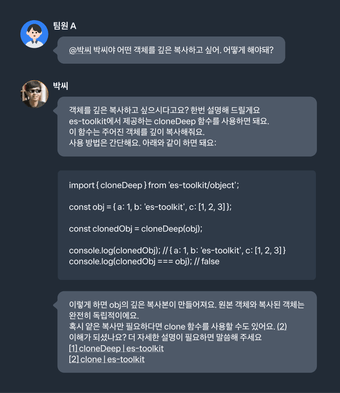 팀원 A
@박씨 박씨야 어떤 객체를 깊은 복사하고 싶어. 어떻게 해야돼?
박씨
객체를 깊은 복사하고 싶으시다고요? 한번 설명해 드릴게요
es-toolkit에서 제공하는 cloneDeep 함수를 사용하면 돼요.
이 함수는 주어진 객체를 깊이 복사해줘요.
사용 방법은 간단해요. 아래와 같이 하면 돼요:
import { cloneDeep } from 'es-toolkit/object';
const obj = { a: 1, b: 'es-toolkit', c: [1, 2, 3] };
const clonedObj = cloneDeep(obj);
console.log(clonedObj); // { a: 1, b: 'es-toolkit', c: [1, 2, 3] }
console.log(clonedObj === obj); // false
이렇게 하면 obj의 깊은 복사본이 만들어져요. 원본 객체와 복사된 객체는
완전히 독립적이에요.
혹시 얕은 복사만 필요하다면 clone 함수를 사용할 수도 있어요. (2)
이해가 되셨나요? 더 자세한 설명이 필요하면 말씀해 주세요
[1] cloneDeep | es-toolkit
[2] clone | es-toolkit